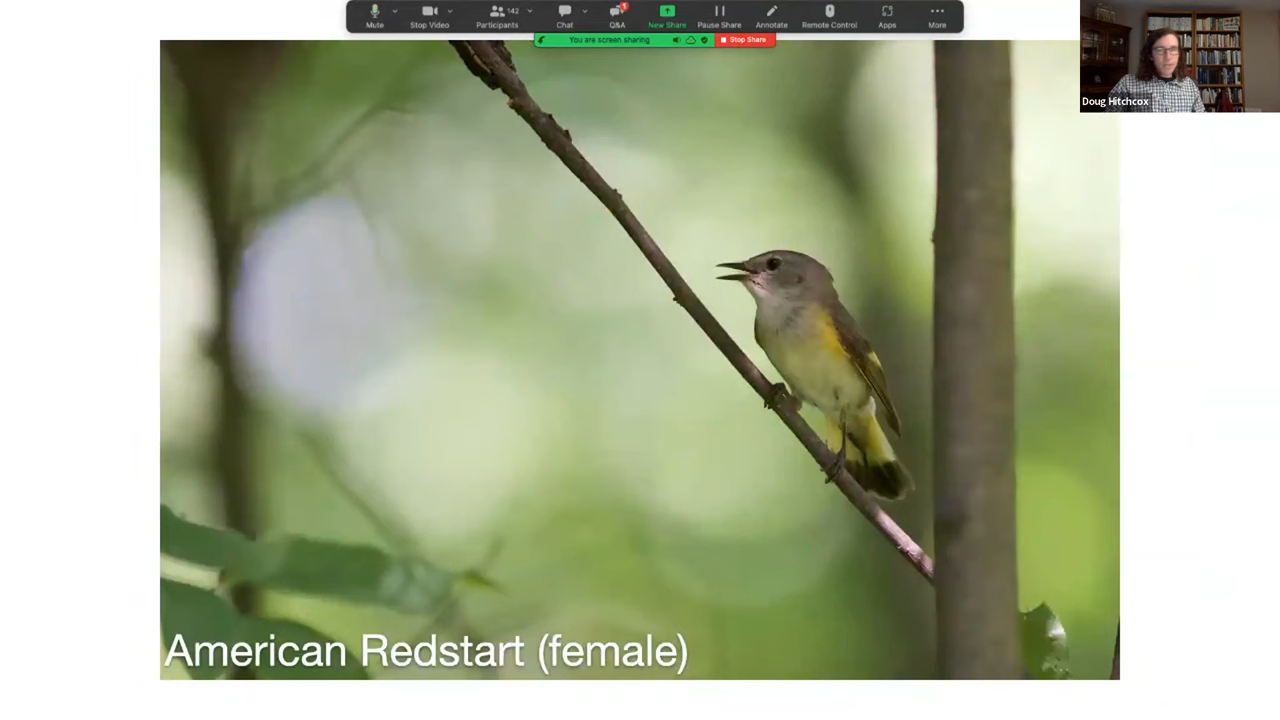 Mute
Stop Video
Participants
142
Chat
Q&A
1
New Share
Pause Share
Annotate
Remote Control
Apps
More
You are screen sharing
Stop Share
Doug Hitchcox
American Redstart (female)